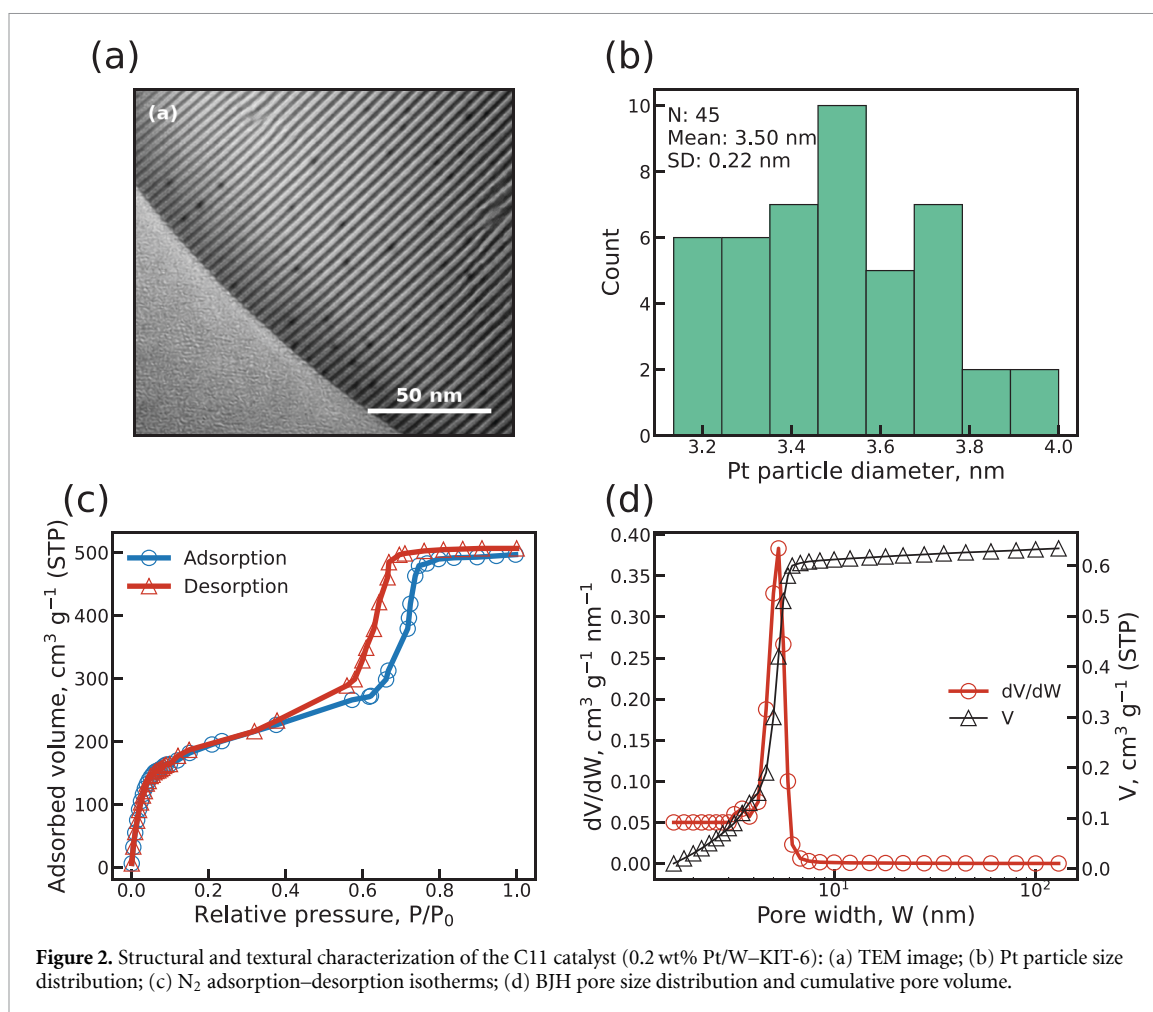 (a)
(a)
50 nm
(b)
N: 45
Mean: 3.50 nm
SD: 0.22 nm
10
8
6
4
2
0
Count
3.2 3.4 3.6 3.8 4.0
Pt particle diameter, nm
(c)
Adsorption
Desorption
500
400
300
200
100
0
Adsorbed volume, cm³ g⁻¹ (STP)
0.0 0.2 0.4 0.6 0.8 1.0
Relative pressure, P/P₀
(d)
0.40
0.35
0.30
0.25
0.20
0.15
0.10
0.05
0.00
dV/dW, cm³ g⁻¹ nm⁻¹
dV/dW
V
0.6
0.5
0.4
0.3
0.2
0.1
0.0
V, cm³ g⁻¹ (STP)
10¹ 10²
Pore width, W (nm)
Figure 2. Structural and textural characterization of the C11 catalyst (0.2 wt% Pt/W–KIT-6): (a) TEM image; (b) Pt particle size
distribution; (c) N₂ adsorption–desorption isotherms; (d) BJH pore size distribution and cumulative pore volume.